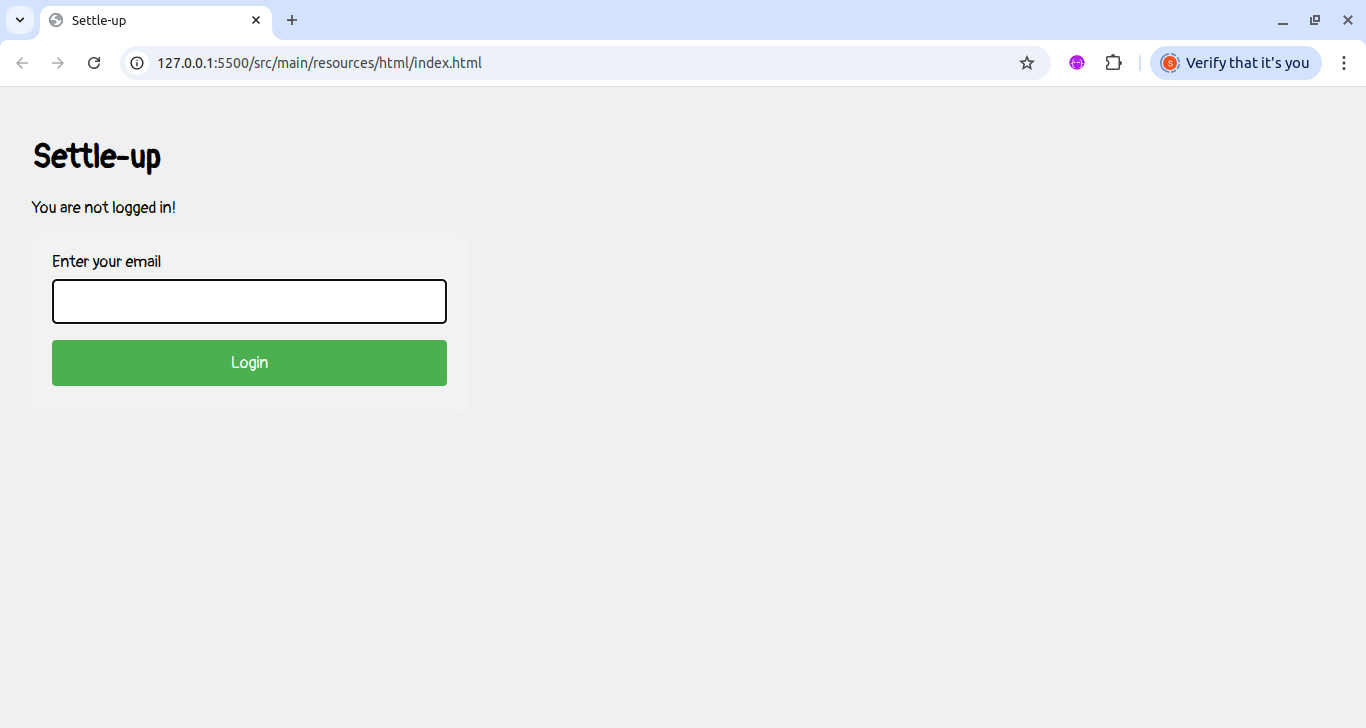 Settle-up
127.0.0.1:5500/src/main/resources/html/index.html
S
Verify that it's you
Settle-up
You are not logged in!
Enter your email
Login